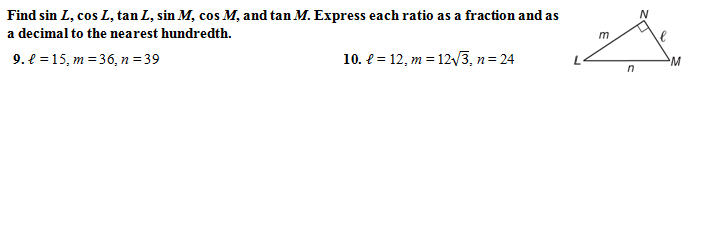 Find sin L, cos L, tan L, sin M, cos M, and tan M. Express each ratio as a fraction and as
a decimal to the nearest hundredth.
9. ℓ = 15, m = 36, n = 39
10. ℓ = 12, m = 12√3, n = 24
N
m
ℓ
L
M
n